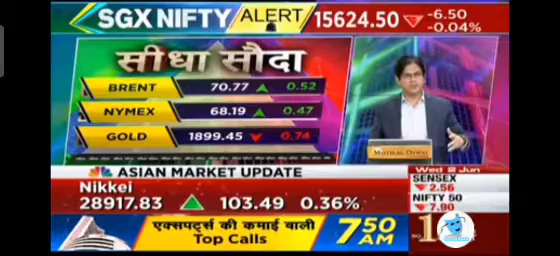 SGX NIFTY ALERT 15624.50 -6.50
-0.04%
सीधा सौदा
BRENT 70.77 0.52
NYMEX 68.19 0.47
GOLD 1899.45 0.74
MOTILAL OSWAL
ASIAN MARKET UPDATE
Nikkei
28917.83 103.49 0.36%
Wed 2 Jun
SENSEX
2.56
NIFTY 50
7.90
एक्सपर्ट्स की कमाई वाली
Top Calls
7:50
AM